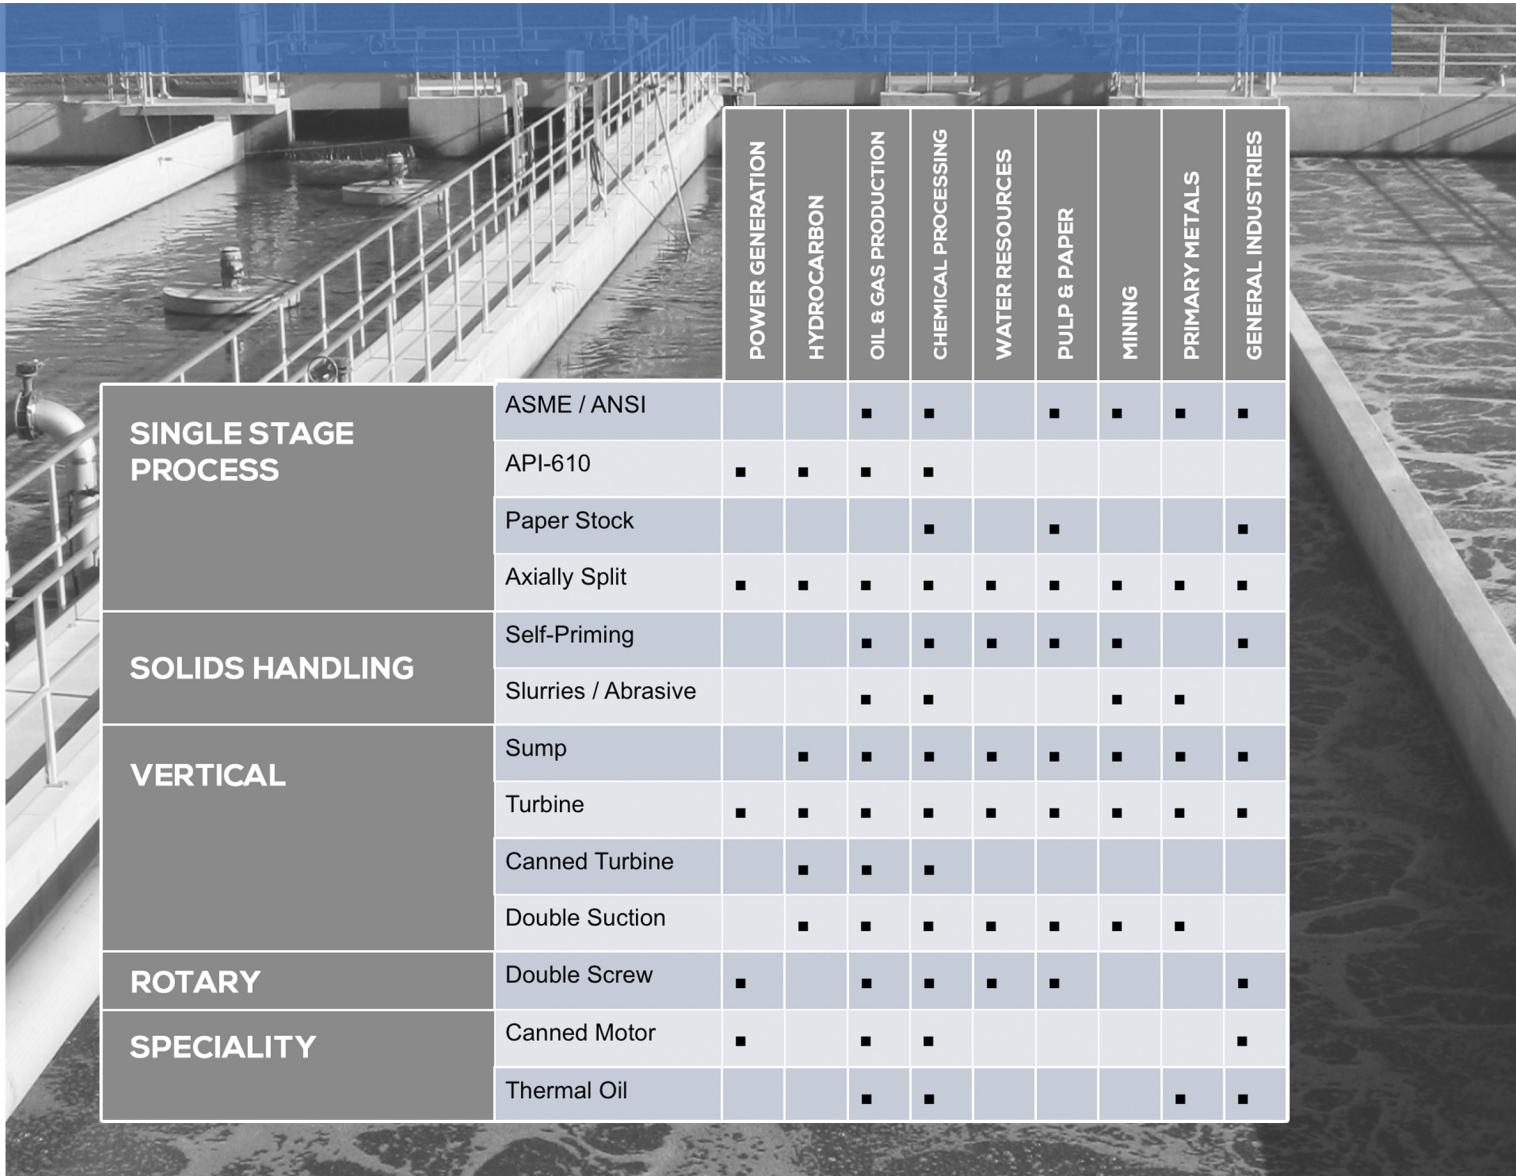 POWER GENERATION
HYDROCARBON
OIL & GAS PRODUCTION
CHEMICAL PROCESSING
WATER RESOURCES
PULP & PAPER
MINING
PRIMARY METALS
GENERAL INDUSTRIES
SINGLE STAGE
PROCESS
ASME / ANSI ▪ ▪ ▪ ▪ ▪ ▪
API-610 ▪ ▪ ▪ ▪
Paper Stock ▪ ▪ ▪
Axially Split ▪ ▪ ▪ ▪ ▪ ▪ ▪ ▪ ▪
SOLIDS HANDLING
Self-Priming ▪ ▪ ▪ ▪ ▪ ▪
Slurries / Abrasive ▪ ▪ ▪ ▪
VERTICAL
Sump ▪ ▪ ▪ ▪ ▪ ▪ ▪ ▪
Turbine ▪ ▪ ▪ ▪ ▪ ▪ ▪ ▪ ▪
Canned Turbine ▪ ▪ ▪
Double Suction ▪ ▪ ▪ ▪ ▪ ▪ ▪
ROTARY
Double Screw ▪ ▪ ▪ ▪ ▪ ▪
SPECIALITY
Canned Motor ▪ ▪ ▪ ▪
Thermal Oil ▪ ▪ ▪ ▪